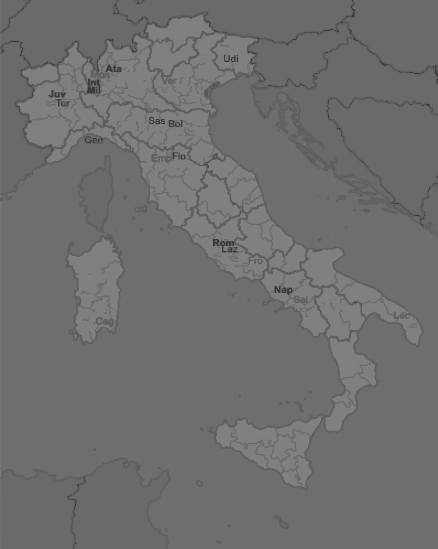 Udi
Ata
Mon
Int
Ver
Mil
Juv
Tor
Sas Bol
Gen
Emp Fio
Rom
Laz
Fro
Nap
Sal
Lec
Cag